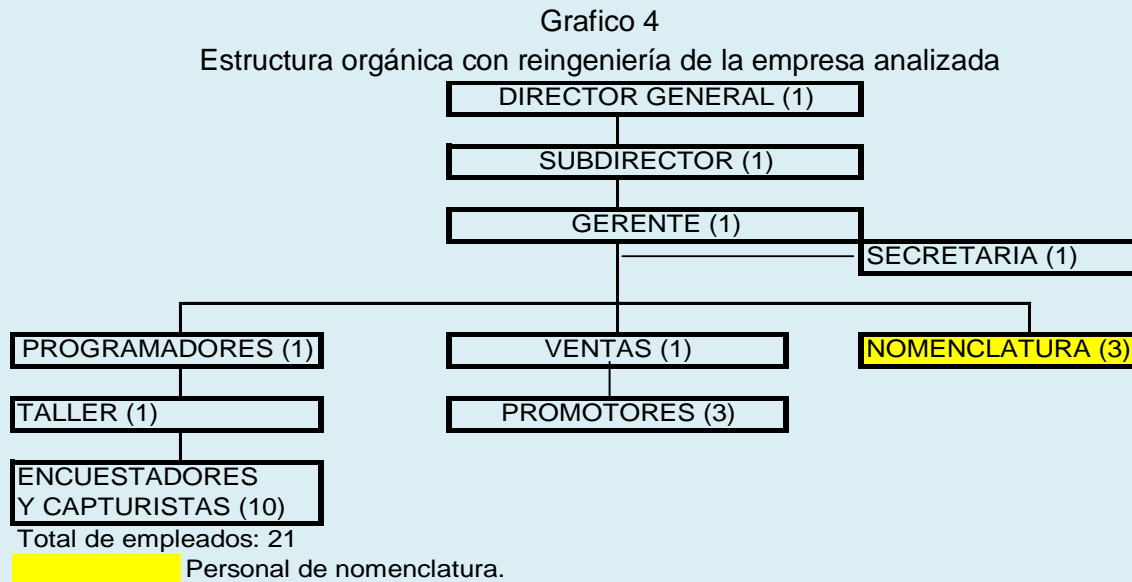 Grafico 4
Estructura orgánica con reingeniería de la empresa analizada
DIRECTOR GENERAL (1)
SUBDIRECTOR (1)
GERENTE (1)
SECRETARIA (1)
PROGRAMADORES (1)
VENTAS (1)
NOMENCLATURA (3)
TALLER (1)
PROMOTORES (3)
ENCUESTADORES
Y CAPTURISTAS (10)
Total de empleados: 21
Personal de nomenclatura.